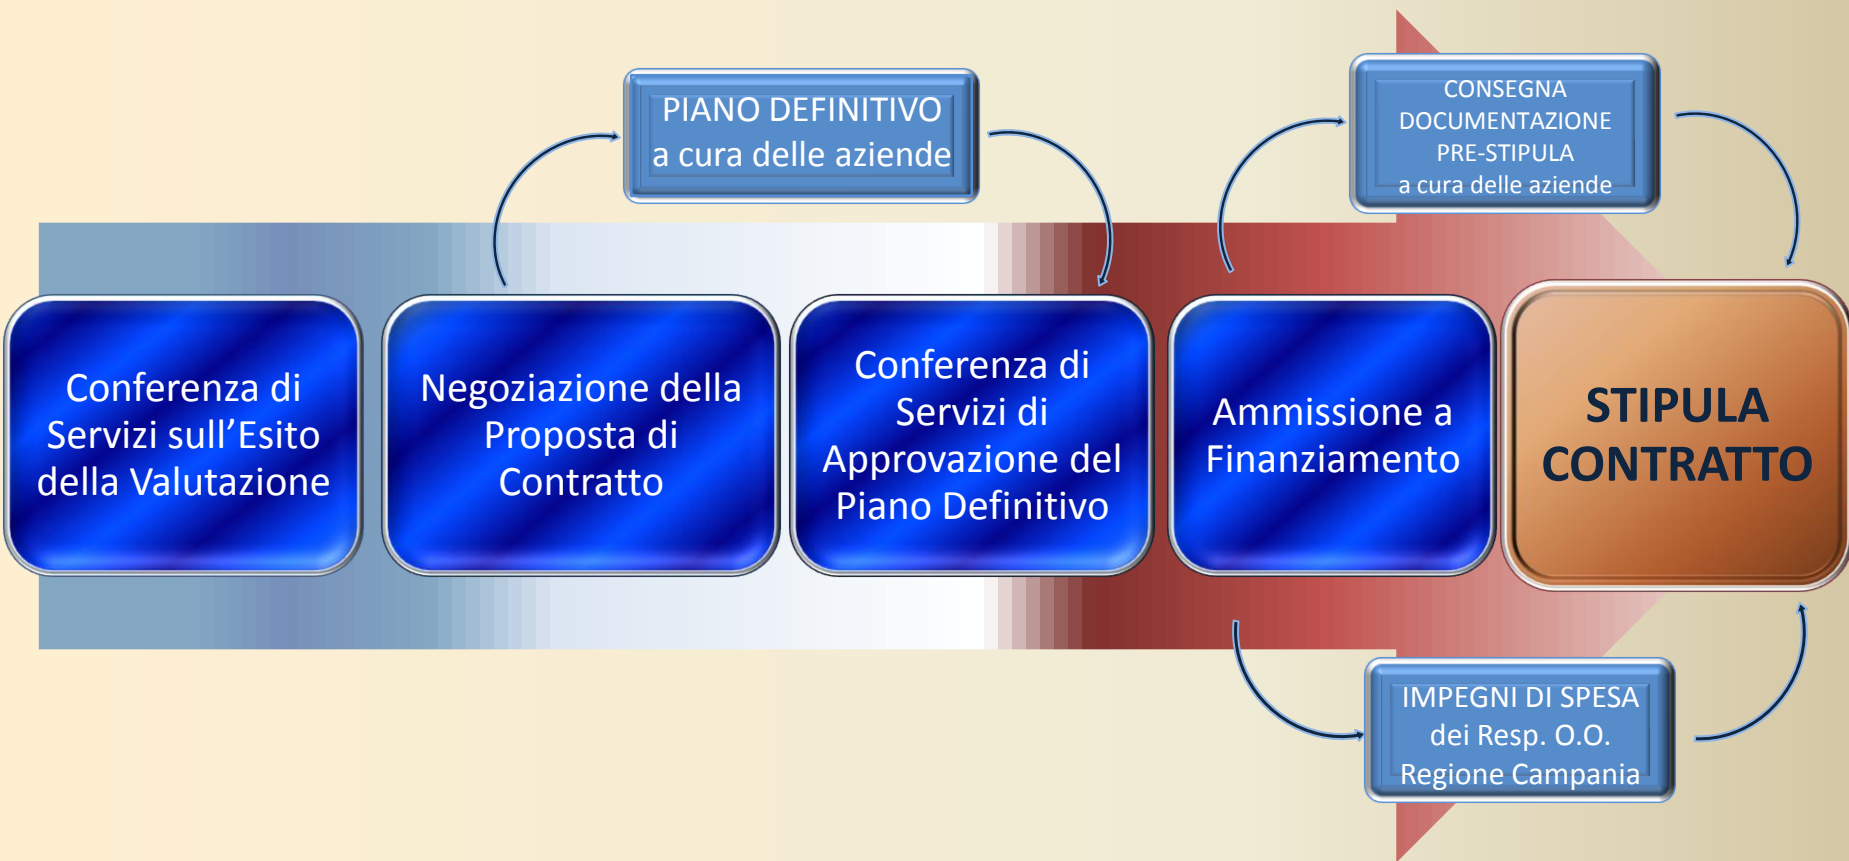 PIANO DEFINITIVO
a cura delle aziende
CONSEGNA
DOCUMENTAZIONE
PRE-STIPULA
a cura delle aziende
Conferenza di
Servizi sull’Esito
della Valutazione
Negoziazione della
Proposta di
Contratto
Conferenza di
Servizi di
Approvazione del
Piano Definitivo
Ammissione a
Finanziamento
STIPULA
CONTRATTO
IMPEGNI DI SPESA
dei Resp. O.O.
Regione Campania